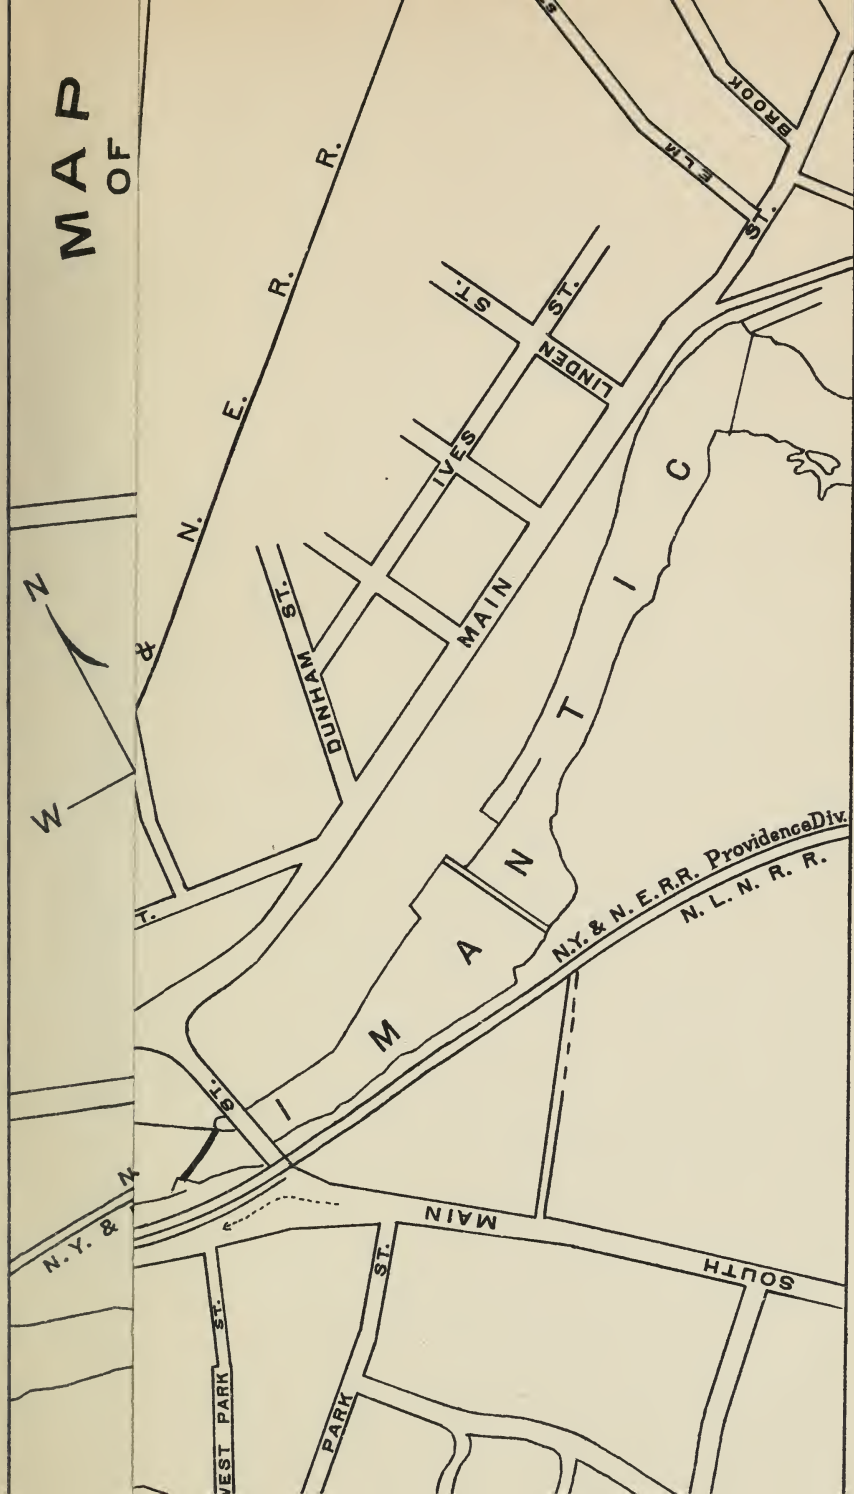 MAP
OF
& N. E. R. R.
BROOK
ELM
ST.
ST.
ST.
LINDEN
IVES
MAIN
DUNHAM ST.
N
W
T.
IMANTIC
N.Y. & N. E.R.R. Providence Div.
N. L. N. R. R.
ST.
N.Y. & N
SOUTH MAIN
ST.
PARK
ST.
WEST PARK